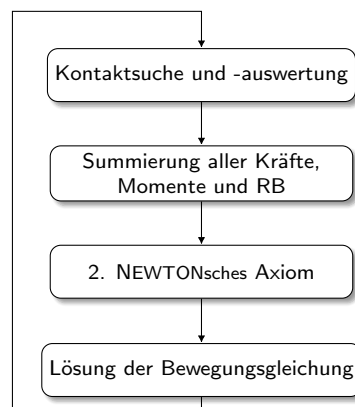 Kontaktsuche und -auswertung
Summierung aller Kräfte,
Momente und RB
2. NEWTONsches Axiom
Lösung der Bewegungsgleichung